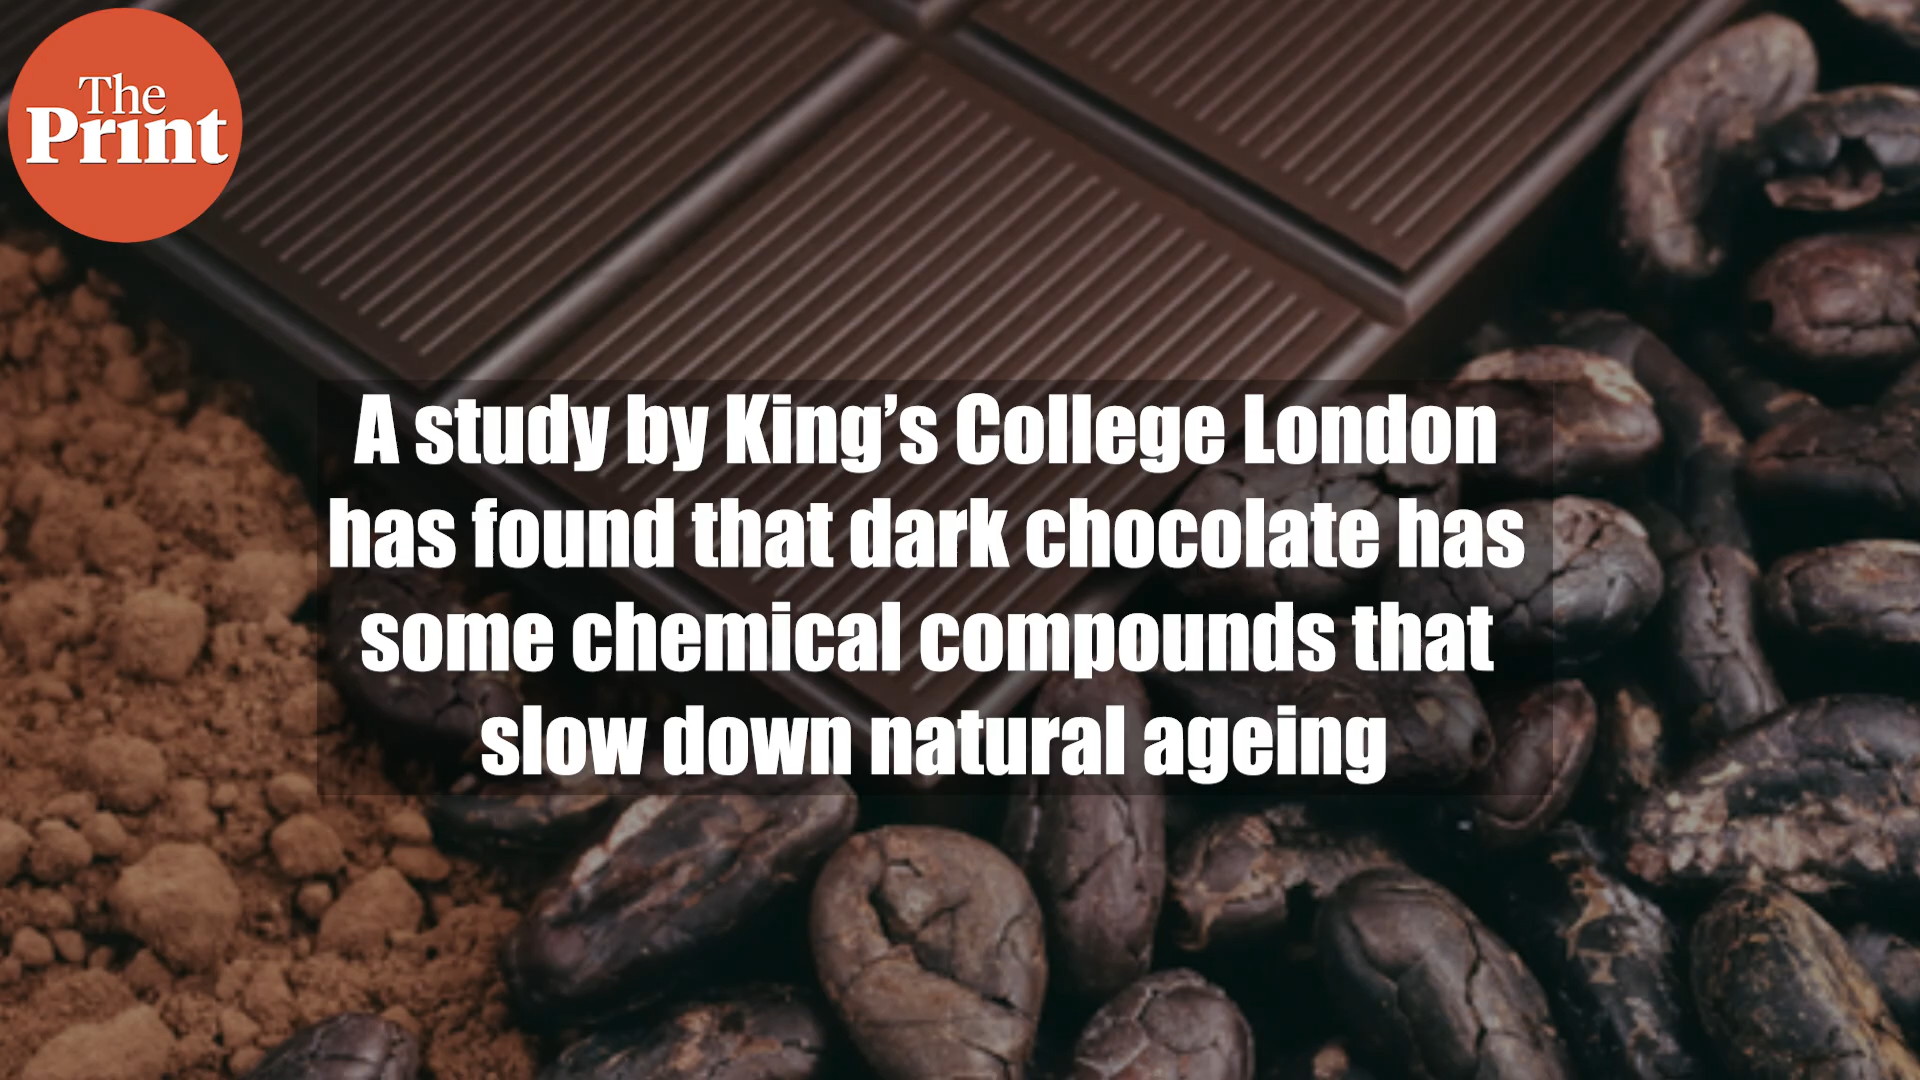 The
Print
A study by King’s College London
has found that dark chocolate has
some chemical compounds that
slow down natural ageing